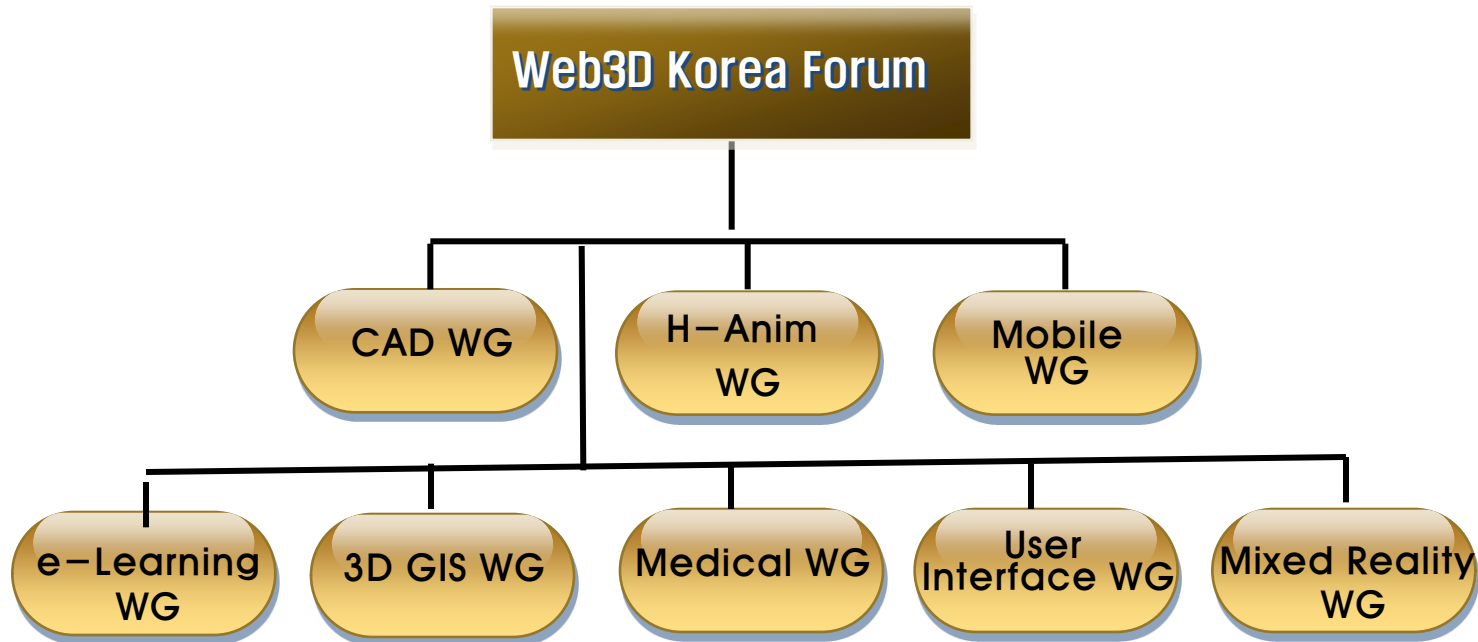 Web3D Korea Forum
CAD WG
H-Anim
WG
Mobile
WG
e-Learning
WG
3D GIS WG
Medical WG
User
Interface WG
Mixed Reality
WG